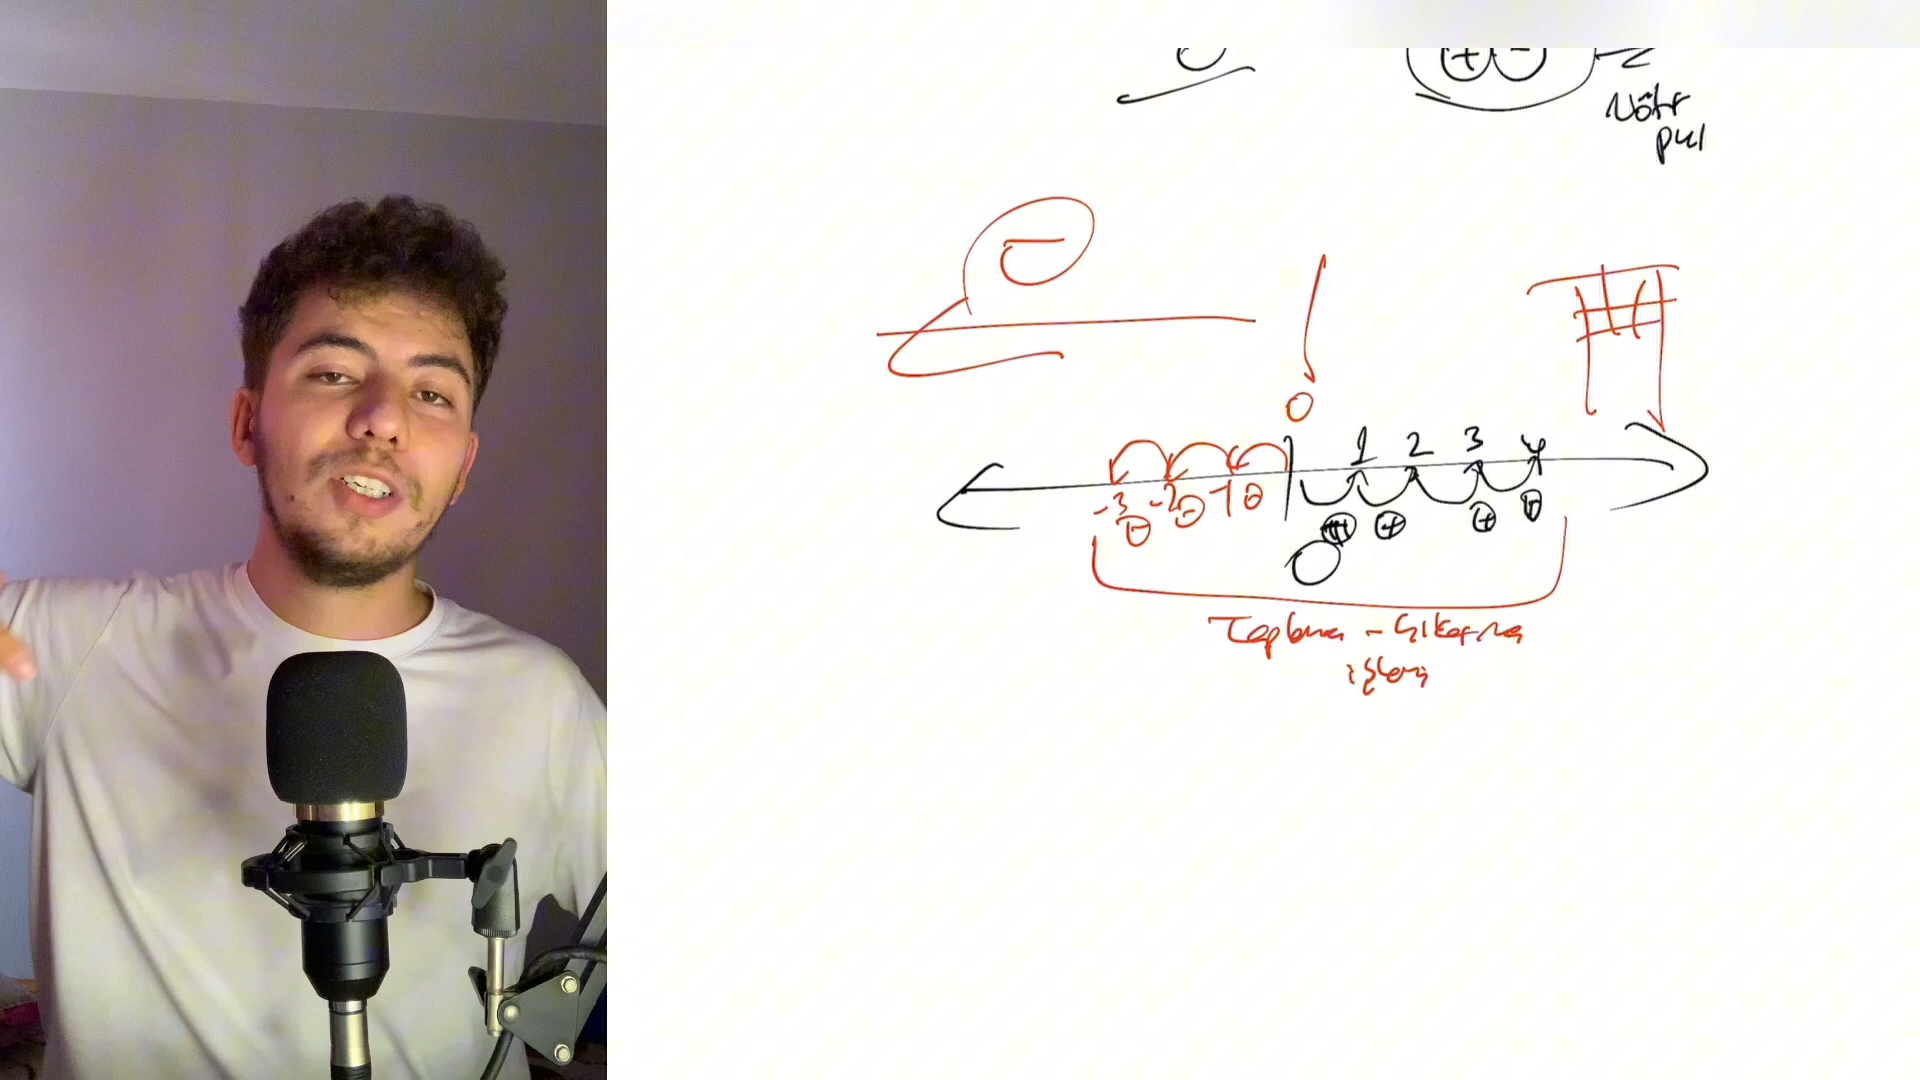 + -
Nötr
pul
-
0
1 2 3 4
-3 -2 -1
- - - + + +
Toplama - Çıkarma
işlemi